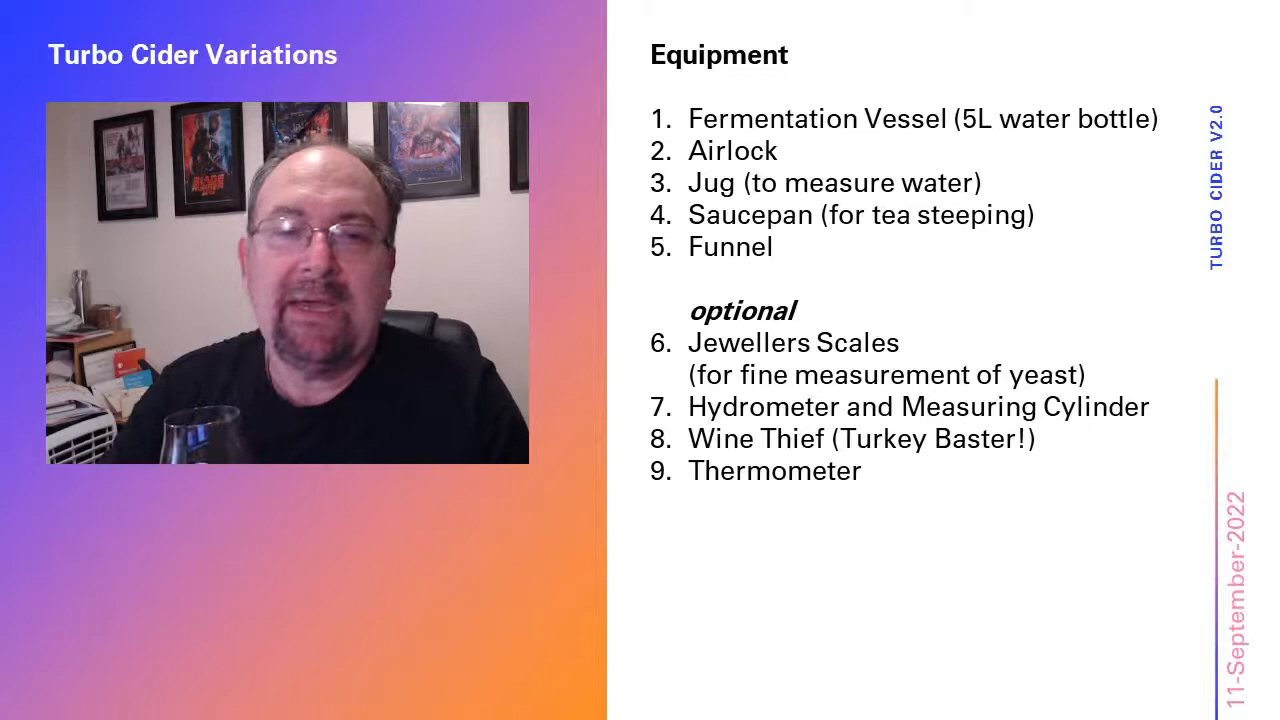 Turbo Cider Variations
BLADE
RUNNER
Equipment
1. Fermentation Vessel (5L water bottle)
2. Airlock
3. Jug (to measure water)
4. Saucepan (for tea steeping)
5. Funnel
optional
6. Jewellers Scales
(for fine measurement of yeast)
7. Hydrometer and Measuring Cylinder
8. Wine Thief (Turkey Baster!)
9. Thermometer
TURBO CIDER V2.0
11-September-2022